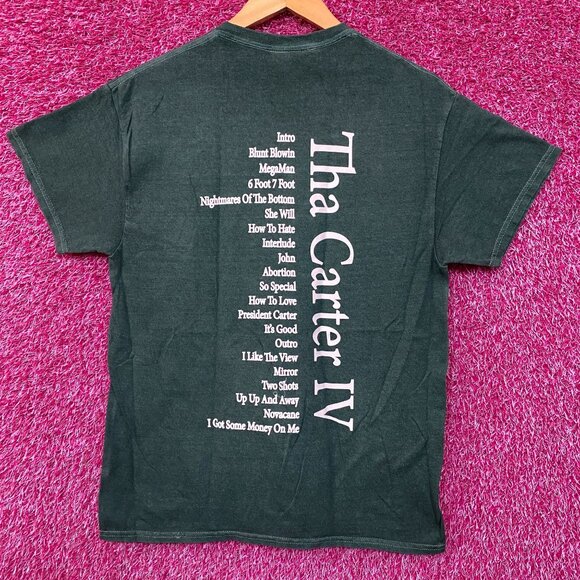 Intro
Blunt Blowin
MegaMan
6 Foot 7 Foot
Nightmares Of The Bottom
She Will
How To Hate
Interlude
John
Abortion
So Special
How To Love
President Carter
It's Good
Outro
I Like The View
Mirror
Two Shots
Up Up And Away
Novacane
I Got Some Money On Me
Tha Carter IV